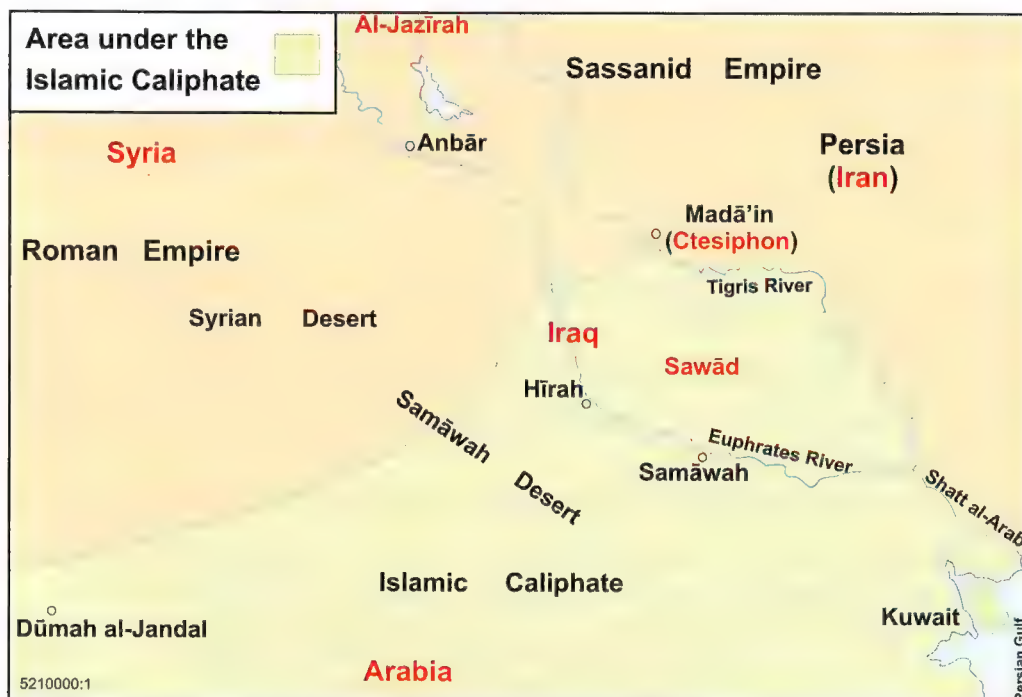 Area under the
Islamic Caliphate
Al-Jazīrah
Sassanid Empire
Anbār
Syria
Persia
(Iran)
Madā’in
(Ctesiphon)
Roman Empire
Tigris River
Syrian Desert
Iraq
Sawād
Hīrah
Samāwah Desert
Euphrates River
Samāwah
Shatt al-Arab
Islamic Caliphate
Dūmah al-Jandal
Kuwait
Persian Gulf
Arabia
5210000:1